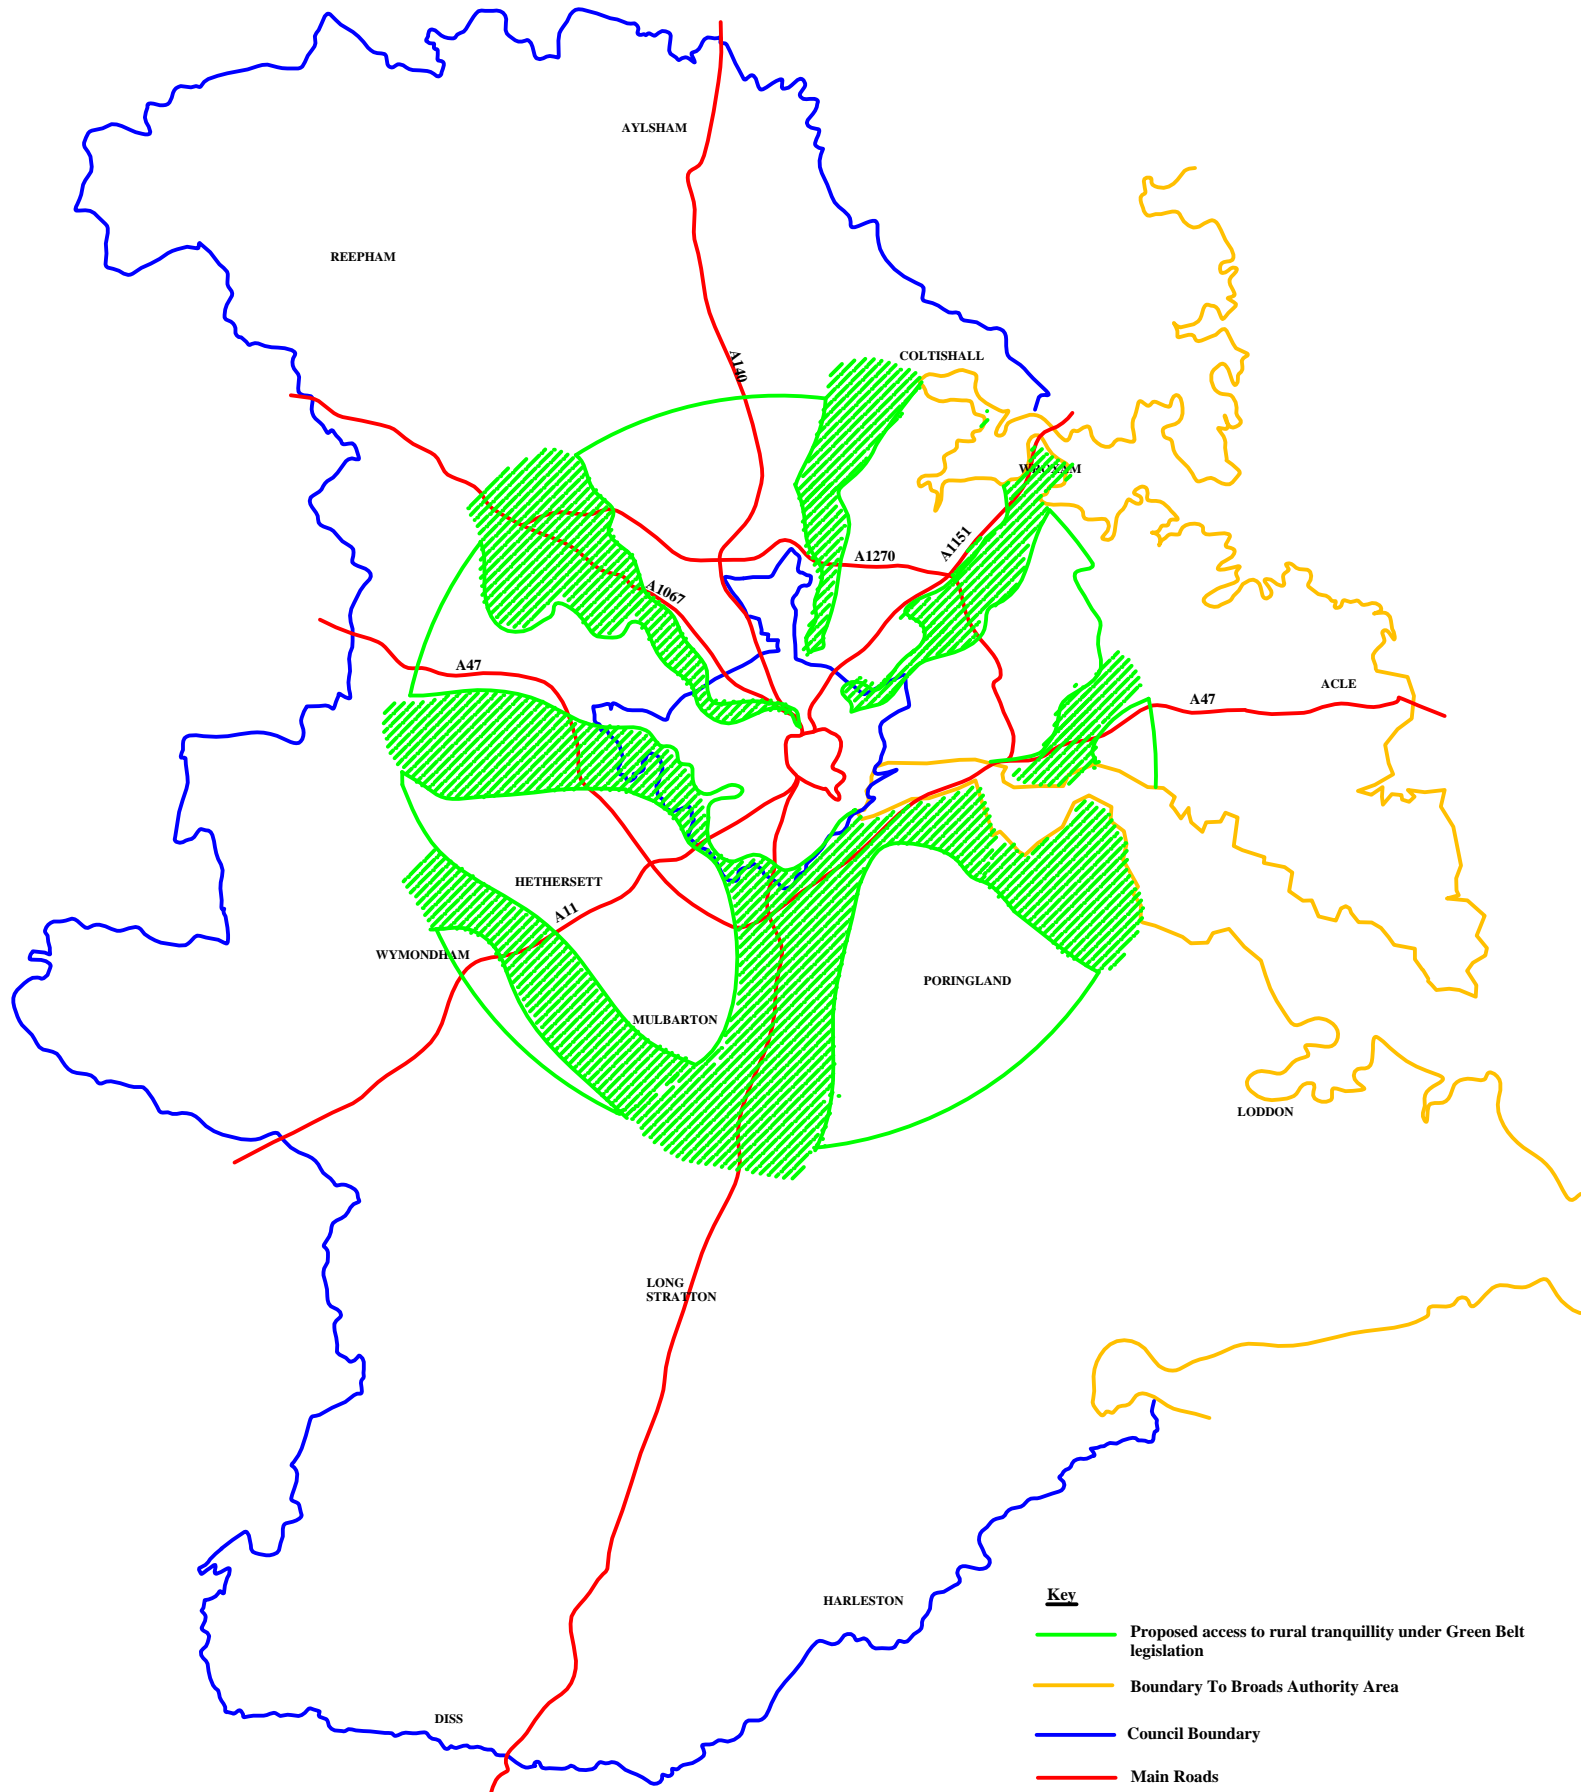 AYLSHAM
REEPHAM
A140
COLTISHALL
WROXAM
A1151
A1270
A1067
A47
ACLE
A47
HETHERSETT
A11
WYMONDHAM
PORINGLAND
MULBARTON
LODDON
LONG
STRATTON
HARLESTON
DISS
Key
Proposed access to rural tranquillity under Green Belt
legislation
Boundary To Broads Authority Area
Council Boundary
Main Roads